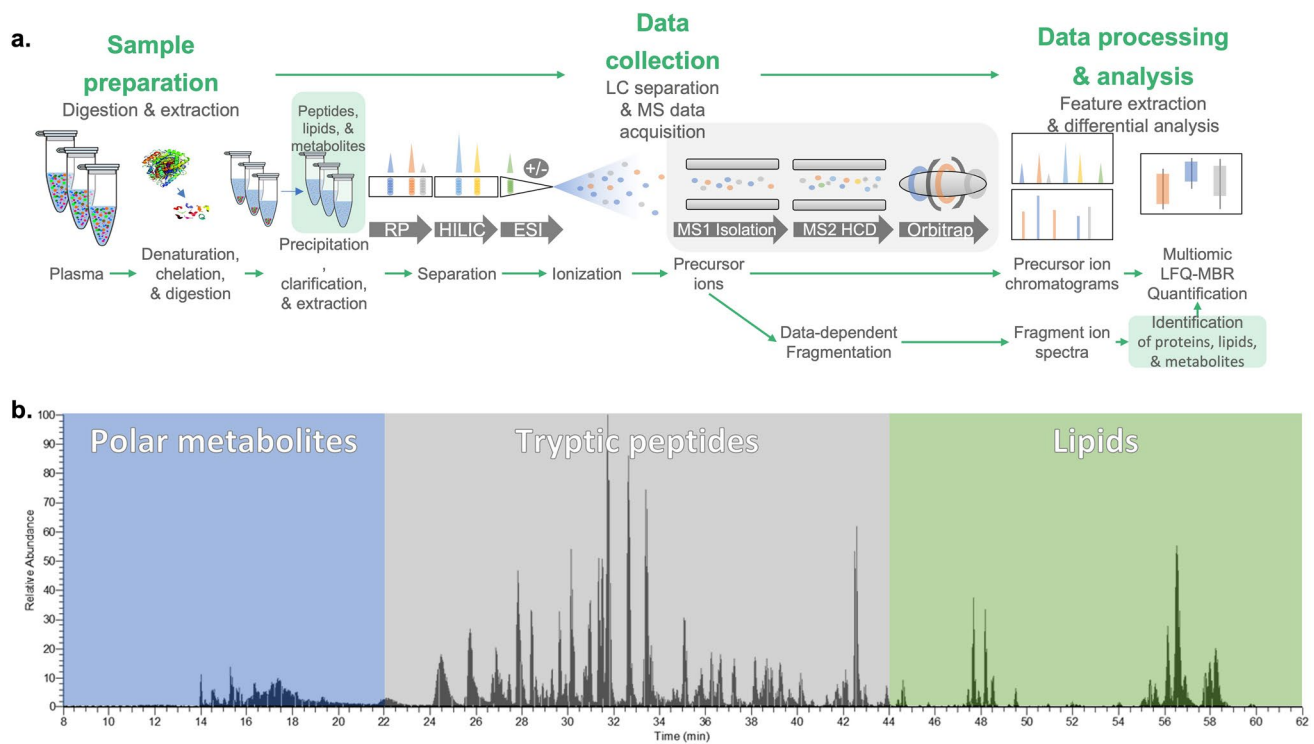 a.
Sample
preparation
Digestion & extraction
Data
collection
LC separation
& MS data
acquisition
Data processing
& analysis
Feature extraction
& differential analysis
Peptides,
lipids, &
metabolites
+/-
RP
HILIC
ESI
MS1 Isolation
MS2 HCD
Orbitrap
Plasma
Denaturation,
chelation,
& digestion
Precipitation
,
clarification,
& extraction
Separation
Ionization
Precursor
ions
Precursor ion
chromatograms
Multiomic
LFQ-MBR
Quantification
Data-dependent
Fragmentation
Fragment ion
spectra
Identification
of proteins, lipids,
& metabolites
b.
Polar metabolites
Tryptic peptides
Lipids
Relative Abundance
100
90
80
70
60
50
40
30
20
10
0
8 10 12 14 16 18 20 22 24 26 28 30 32 34 36 38 40 42 44 46 48 50 52 54 56 58 60 62
Time (min)